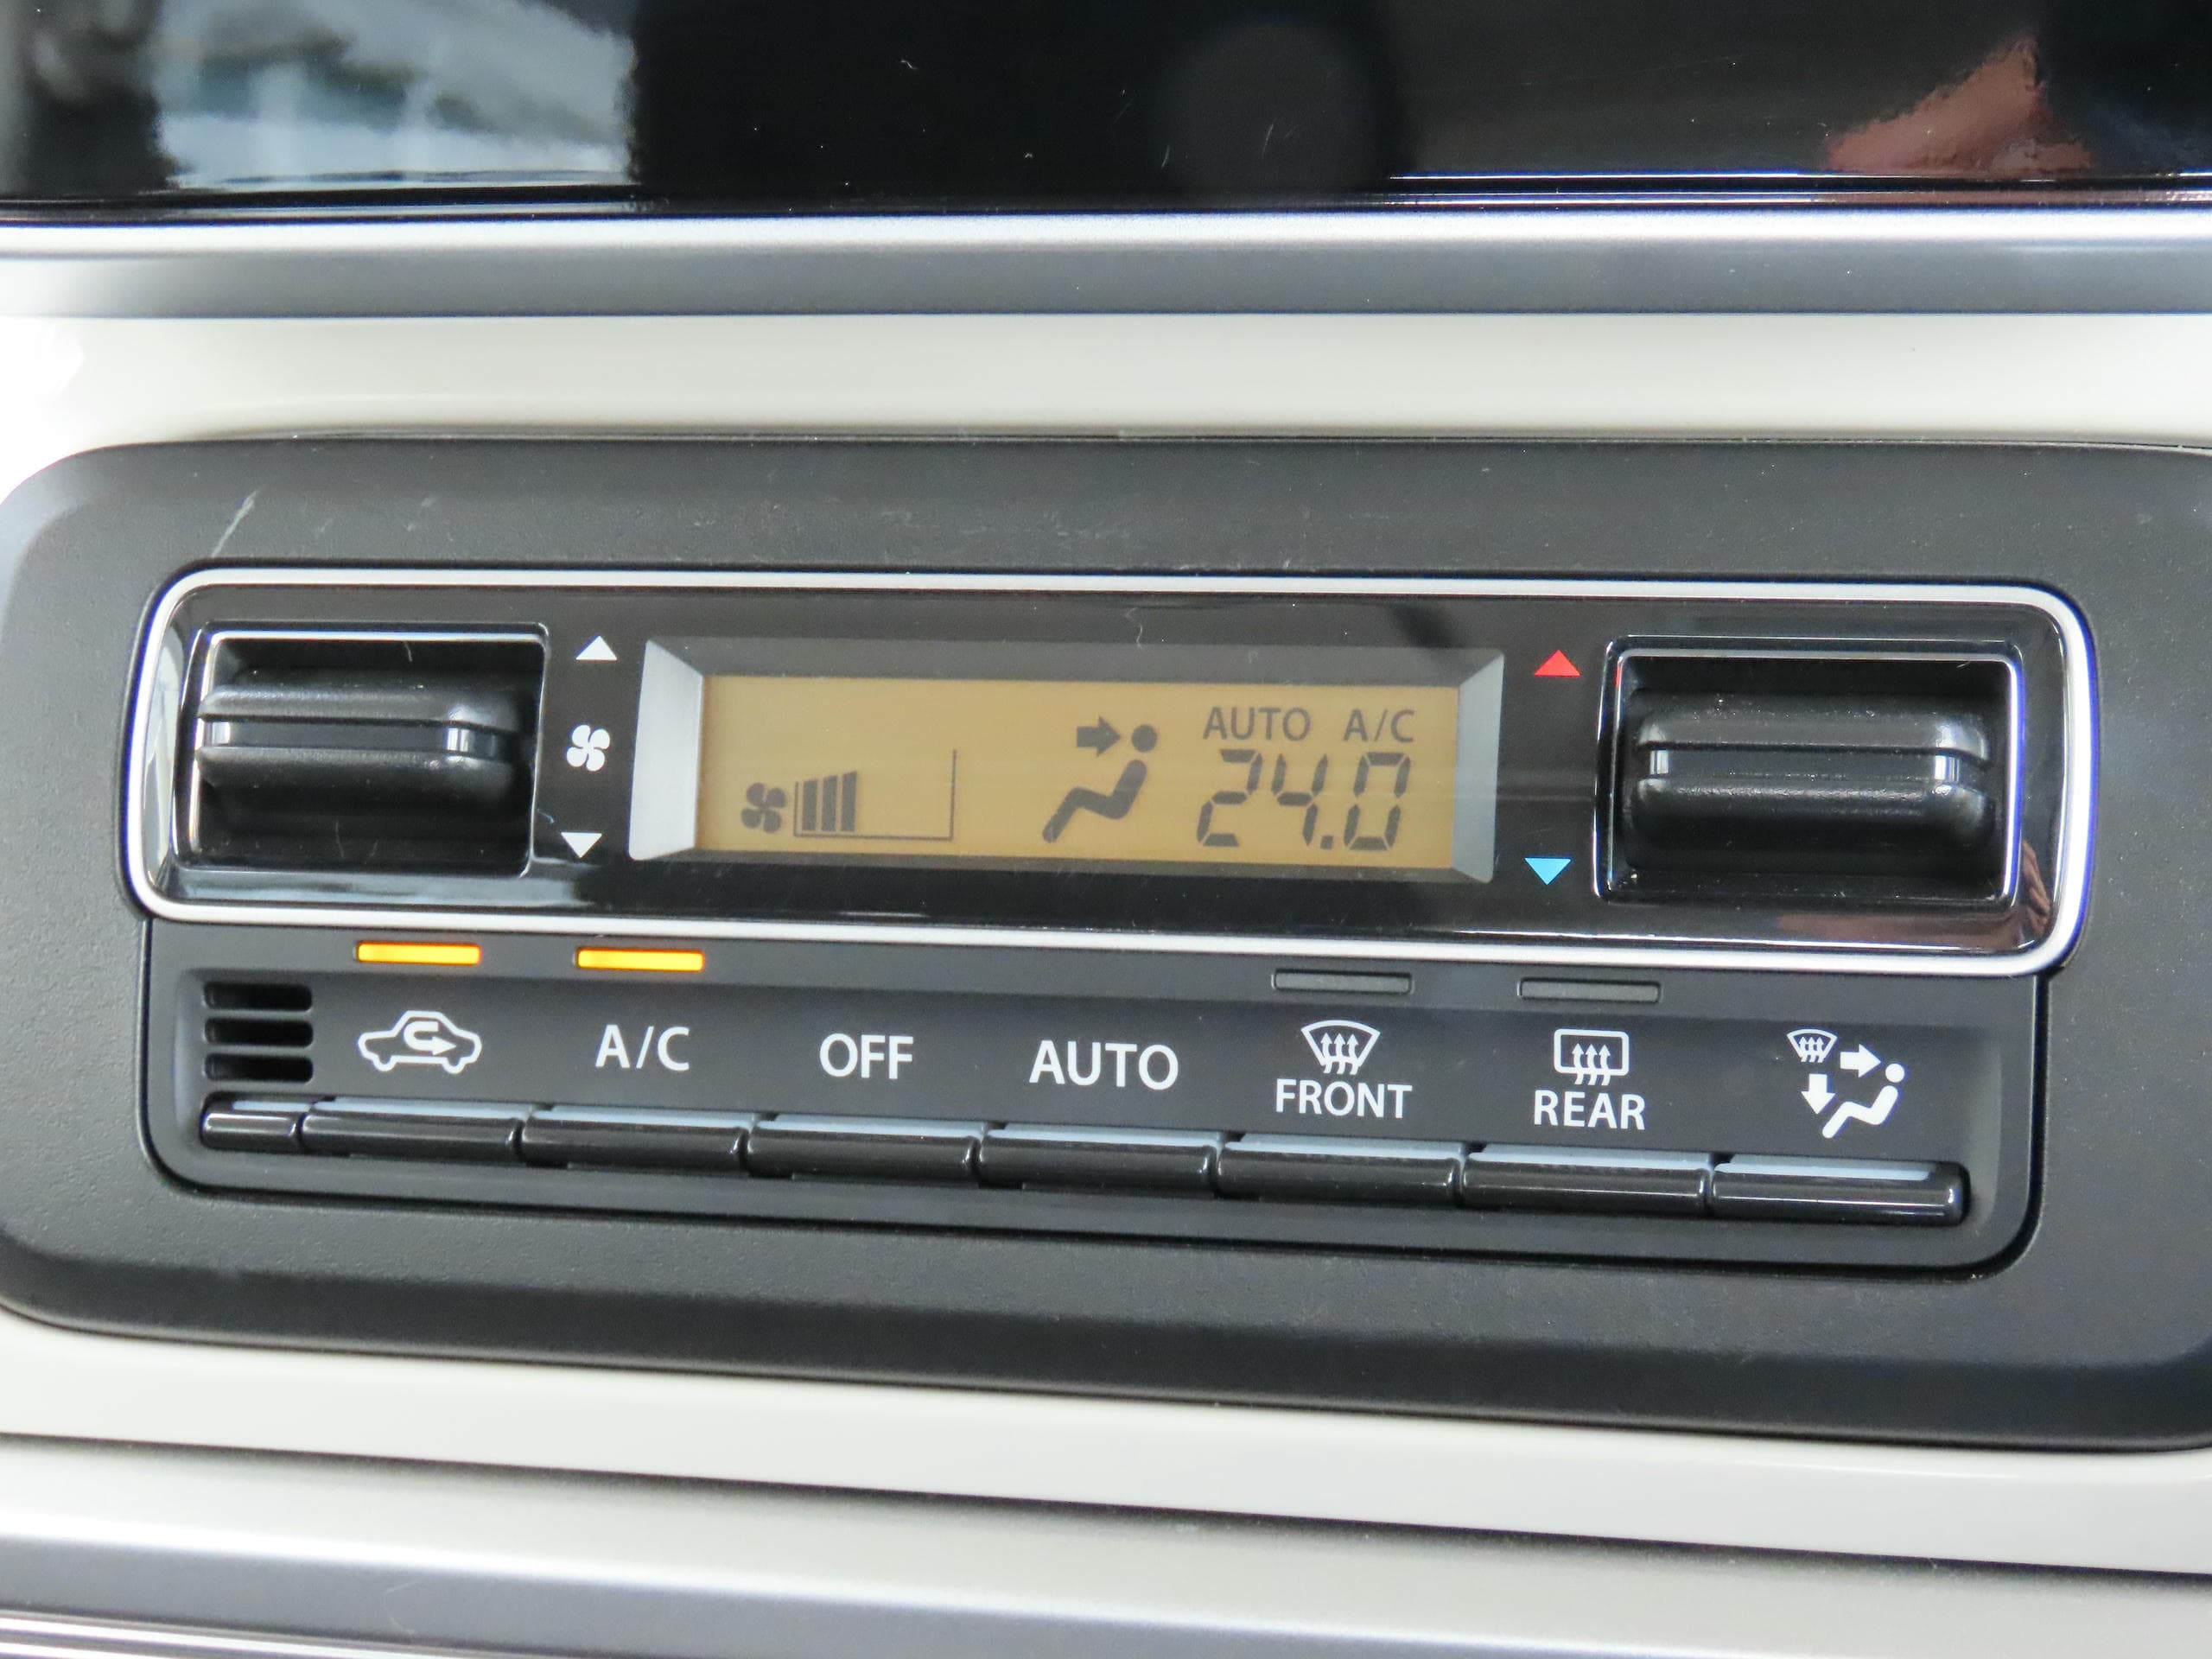 AUTO A/C
24.0
A/C OFF AUTO FRONT REAR